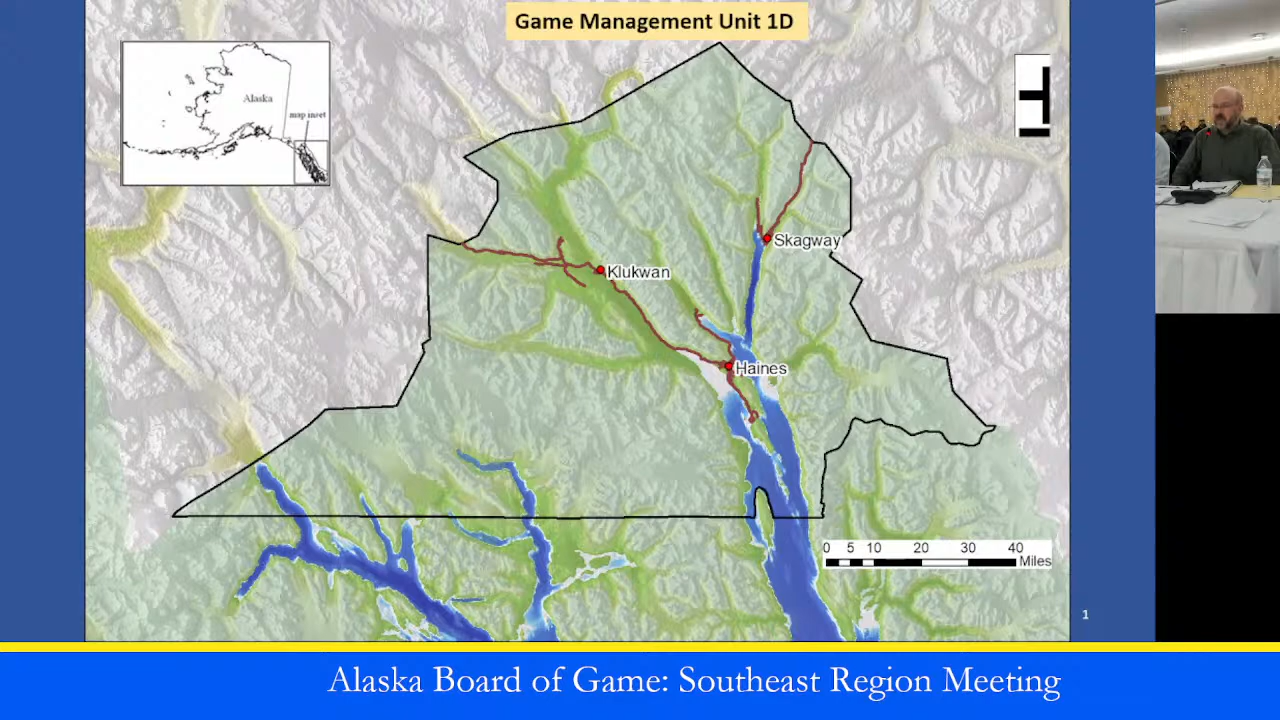 Game Management Unit 1D
Alaska
map inset
Skagway
Klukwan
Haines
0 5 10 20 30 40
Miles
1
Alaska Board of Game: Southeast Region Meeting